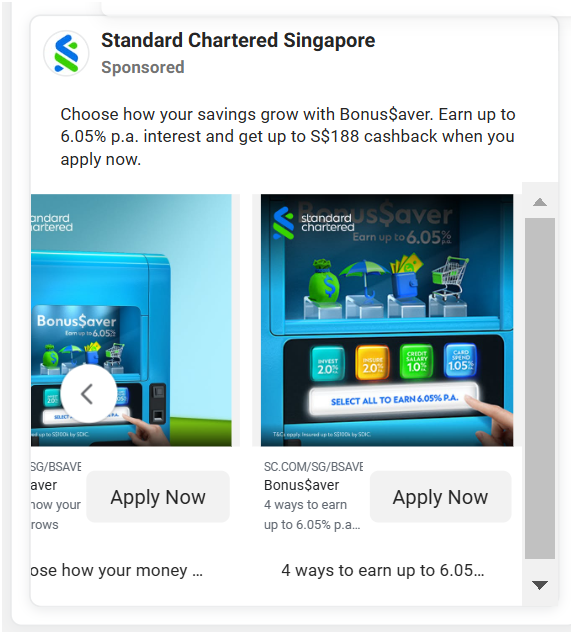 Standard Chartered Singapore
Sponsored
Choose how your savings grow with Bonus$aver. Earn up to
6.05% p.a. interest and get up to S$188 cashback when you
apply now.
andard
artered
Bonus$aver
Earn up to 6.05%
SELECT ALL TO
ed up to S$100k by SDIC.
SG/BSAVE
aver
how your
rows
Apply Now
ose how your money ...
standard
chartered
Bonus$aver
Earn up to 6.05% p.a.
INVEST
2.0%
INSURE
2.0%
CREDIT
SALARY
1.0%
CARD
SPEND
1.05%
SELECT ALL TO EARN 6.05% P.A.
T&Cs apply. Insured up to S$100k by SDIC.
SC.COM/SG/BSAVE
Bonus$aver
4 ways to earn
up to 6.05% p.a...
Apply Now
4 ways to earn up to 6.05...